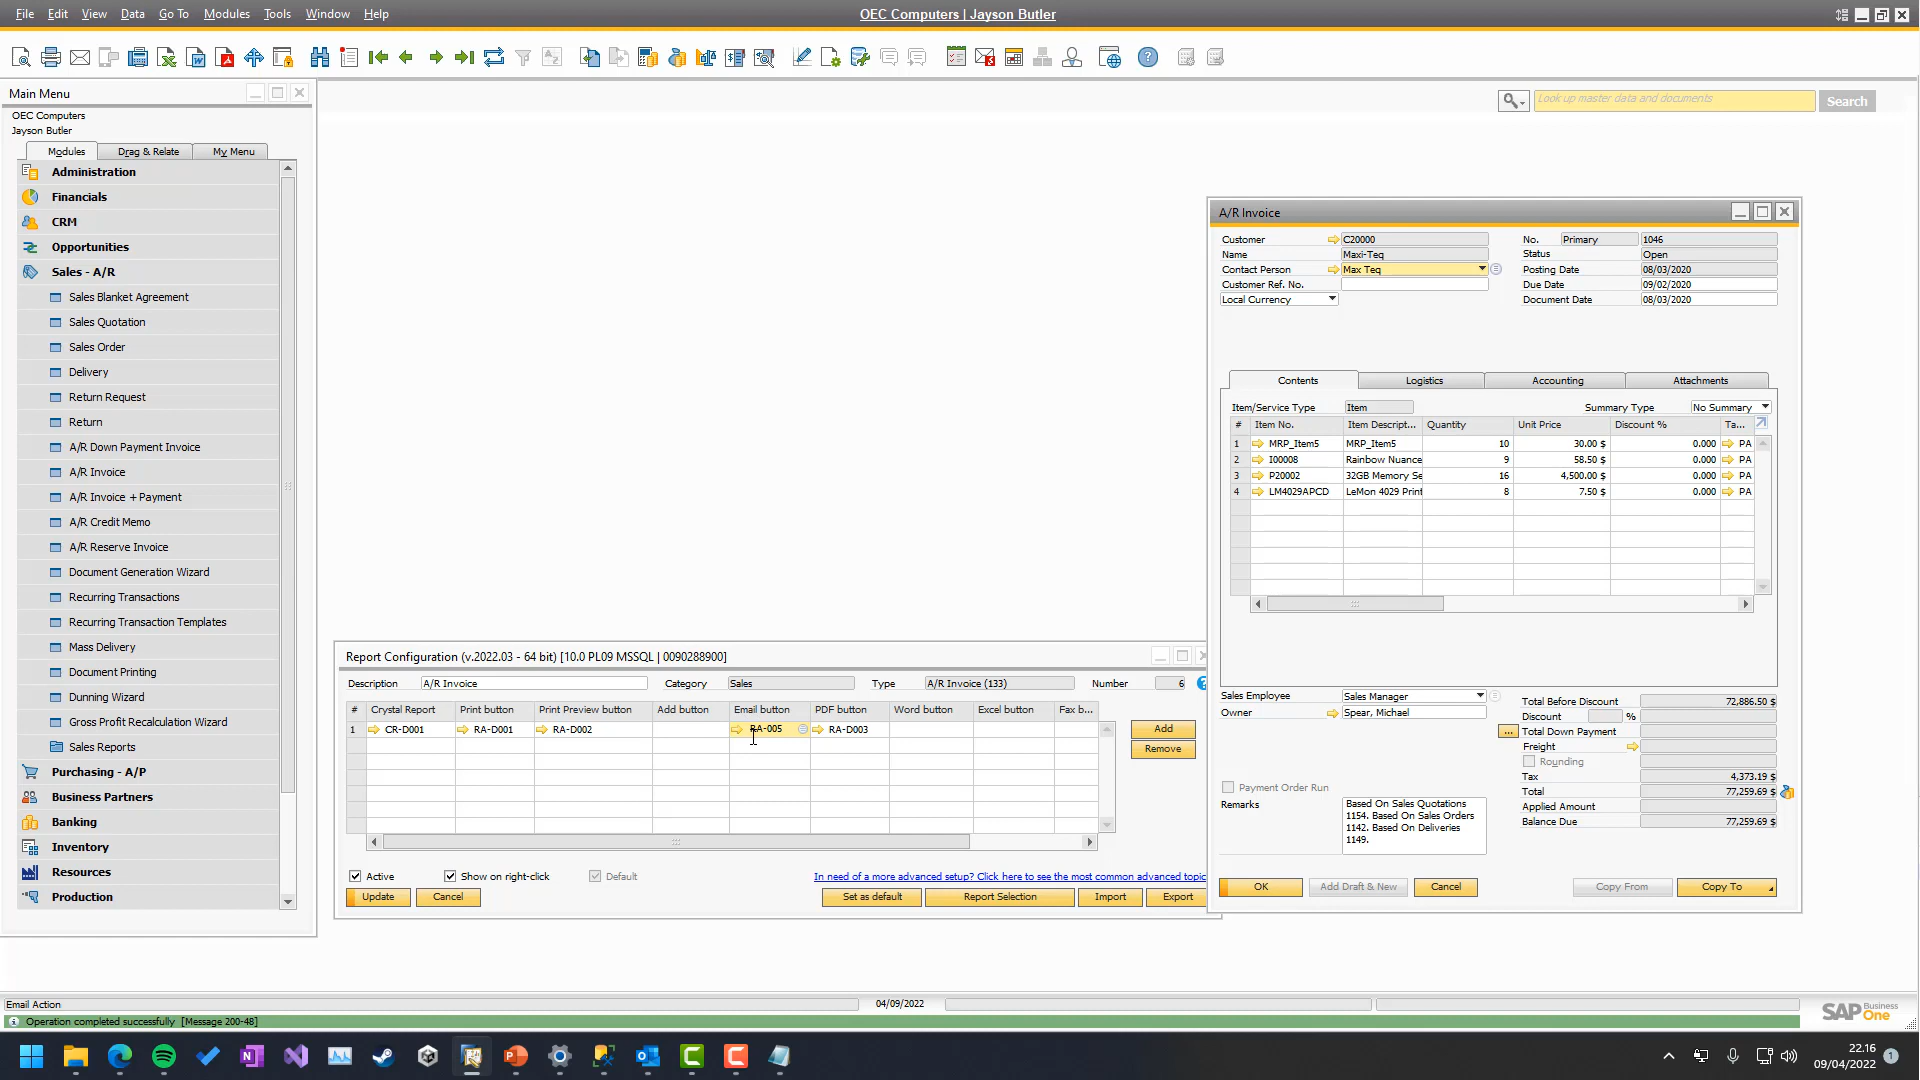 File Edit View Data Go To Modules Tools Window Help
OEC Computers | Jayson Butler
Main Menu
OEC Computers
Jayson Butler
Modules Drag & Relate My Menu
Administration
Financials
CRM
Opportunities
Sales - A/R
Sales Blanket Agreement
Sales Quotation
Sales Order
Delivery
Return Request
Return
A/R Down Payment Invoice
A/R Invoice
A/R Invoice + Payment
A/R Credit Memo
A/R Reserve Invoice
Document Generation Wizard
Recurring Transactions
Recurring Transaction Templates
Mass Delivery
Document Printing
Dunning Wizard
Gross Profit Recalculation Wizard
Sales Reports
Purchasing - A/P
Business Partners
Banking
Inventory
Resources
Production
Look up master data and documents Search
A/R Invoice
Customer C20000
Name Maxi-Teq
Contact Person Max Teq
Customer Ref. No.
Local Currency
No. Primary 1046
Status Open
Posting Date 08/03/2020
Due Date 09/02/2020
Document Date 08/03/2020
Contents Logistics Accounting Attachments
Item/Service Type Item Summary Type No Summary
# Item No. Item Descript... Quantity Unit Price Discount % Ta...
1 MRP_Item5 MRP_Item5 10 30.00 $ 0.000 PA
2 I00008 Rainbow Nuance 9 58.50 $ 0.000 PA
3 P20002 32GB Memory Se 16 4,500.00 $ 0.000 PA
4 LM4029APCD LeMon 4029 Print 8 7.50 $ 0.000 PA
Sales Employee Sales Manager
Owner Spear, Michael
Payment Order Run
Remarks Based On Sales Quotations
1154. Based On Sales Orders
1142. Based On Deliveries
1149.
Total Before Discount 72,886.50 $
Discount %
... Total Down Payment
Freight
Rounding
Tax 4,373.19 $
Total 77,259.69 $
Applied Amount
Balance Due 77,259.69 $
OK Add Draft & New Cancel Copy From Copy To
Report Configuration (v.2022.03 - 64 bit) [10.0 PL09 MSSQL | 0090288900]
Description A/R Invoice Category Sales Type A/R Invoice (133) Number 6
# Crystal Report Print button Print Preview button Add button Email button PDF button Word button Excel button Fax b...
1 CR-D001 RA-D001 RA-D002 RA-005 RA-D003
Add
Remove
Active Show on right-click Default In need of a more advanced setup? Click here to see the most common advanced topic
Update Cancel Set as default Report Selection Import Export
Email Action 04/09/2022
Operation completed successfully [Message 200-48]
SAP Business One
22.16
09/04/2022
1